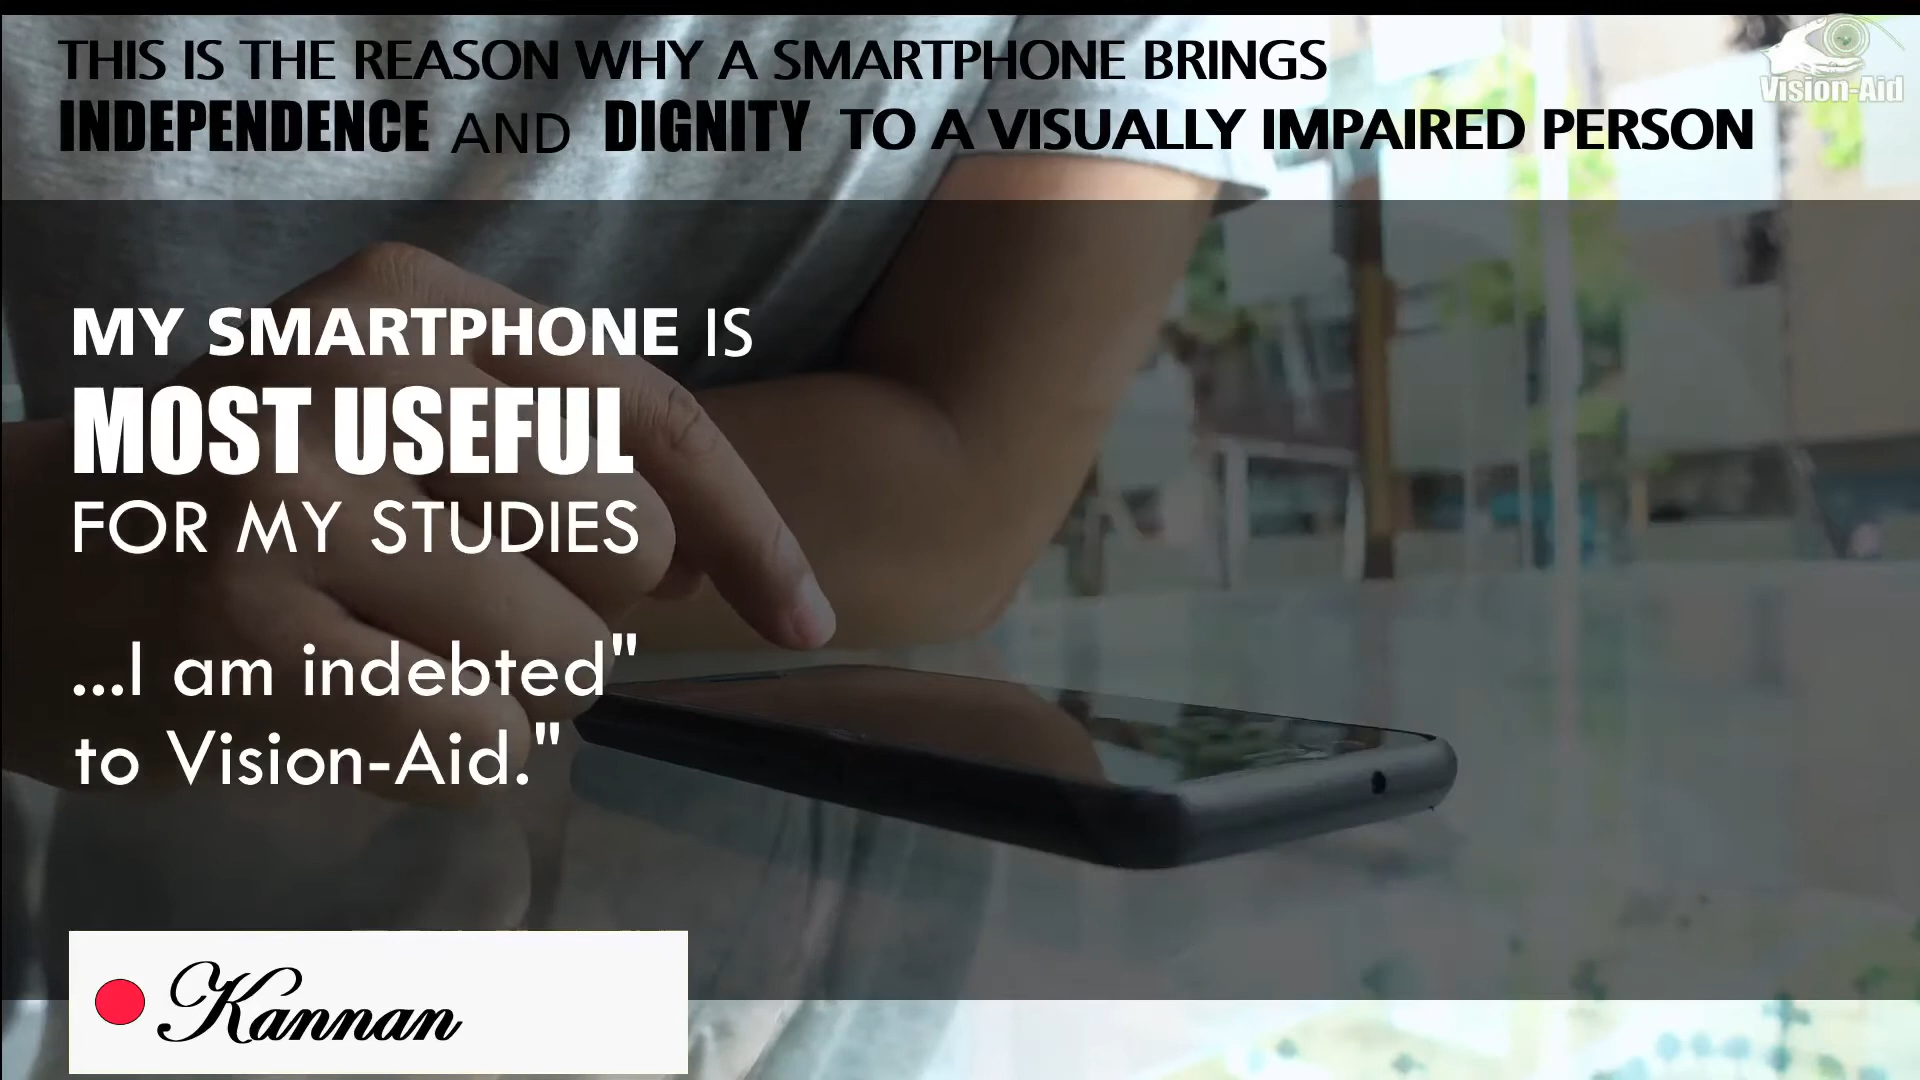 THIS IS THE REASON WHY A SMARTPHONE BRINGS
INDEPENDENCE AND DIGNITY TO A VISUALLY IMPAIRED PERSON
Vision-Aid
MY SMARTPHONE IS
MOST USEFUL
FOR MY STUDIES
...I am indebted"
to Vision-Aid."
Kannan